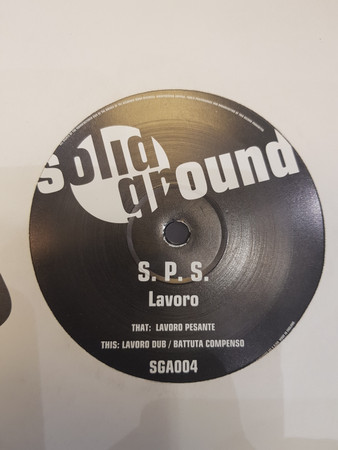 solid
ground
S. P. S.
Lavoro
THAT: LAVORO PESANTE
THIS: LAVORO DUB / BATTUTA COMPENSO
SGA004